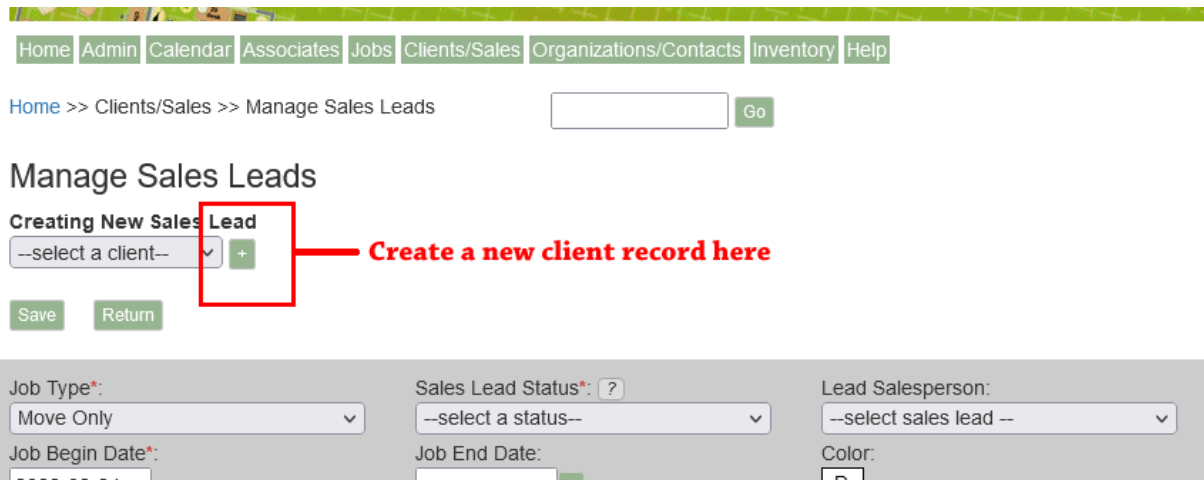 Home Admin Calendar Associates Jobs Clients/Sales Organizations/Contacts Inventory Help
Home >> Clients/Sales >> Manage Sales Leads
Go
Manage Sales Leads
Creating New Sales Lead
--select a client-- +
Create a new client record here
Save Return
Job Type*: Sales Lead Status*: ? Lead Salesperson:
Move Only --select a status-- --select sales lead --
Job Begin Date*: Job End Date: Color: